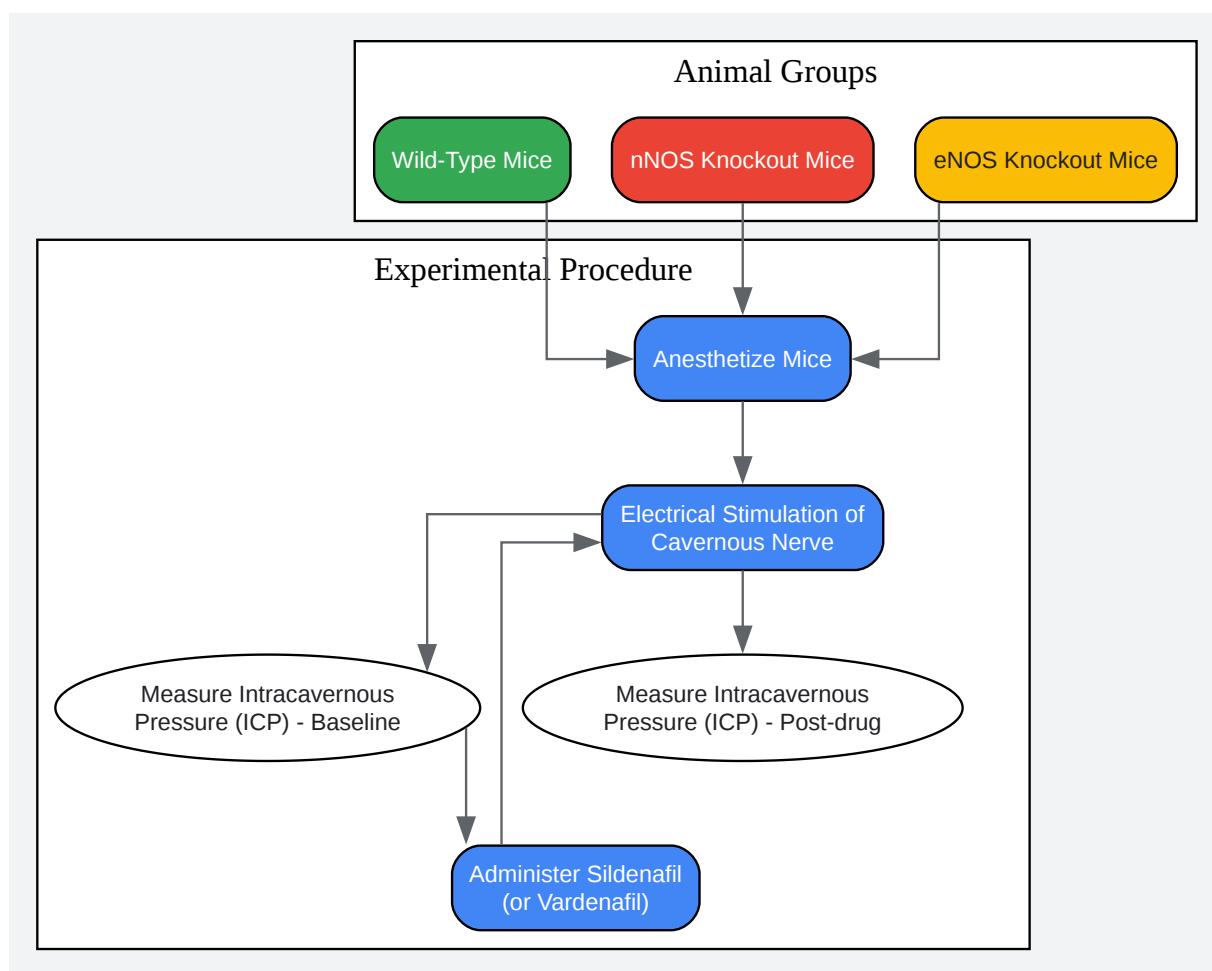 Animal Groups
Wild-Type Mice
nNOS Knockout Mice
eNOS Knockout Mice
Experimental Procedure
Anesthetize Mice
Electrical Stimulation of
Cavernous Nerve
Measure Intracavernous
Pressure (ICP) - Baseline
Measure Intracavernous
Pressure (ICP) - Post-drug
Administer Sildenafil
(or Vardenafil)